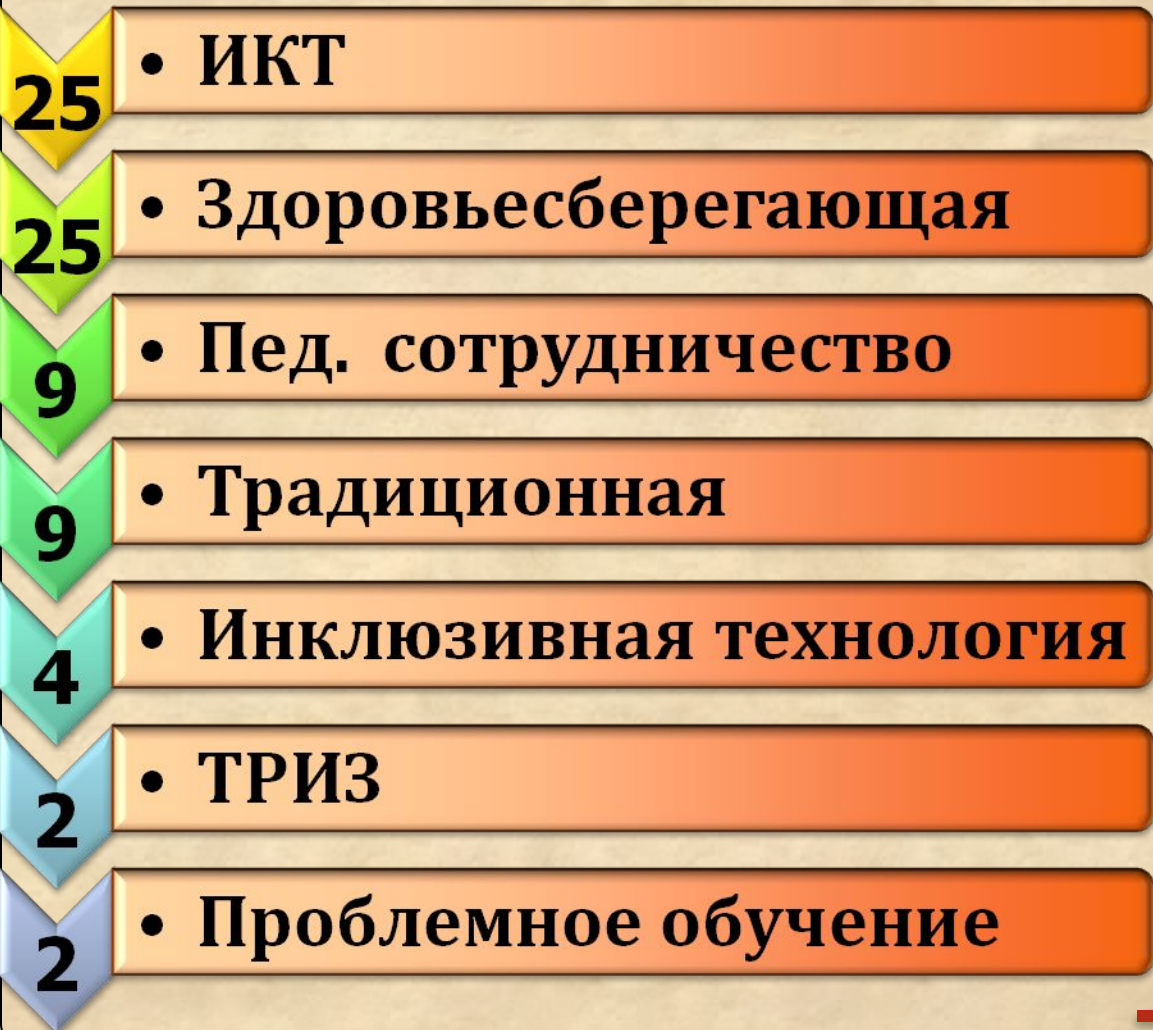 25 • ИКТ
25 • Здоровьесберегающая
9 • Пед. сотрудничество
9 • Традиционная
4 • Инклюзивная технология
2 • ТРИЗ
2 • Проблемное обучение